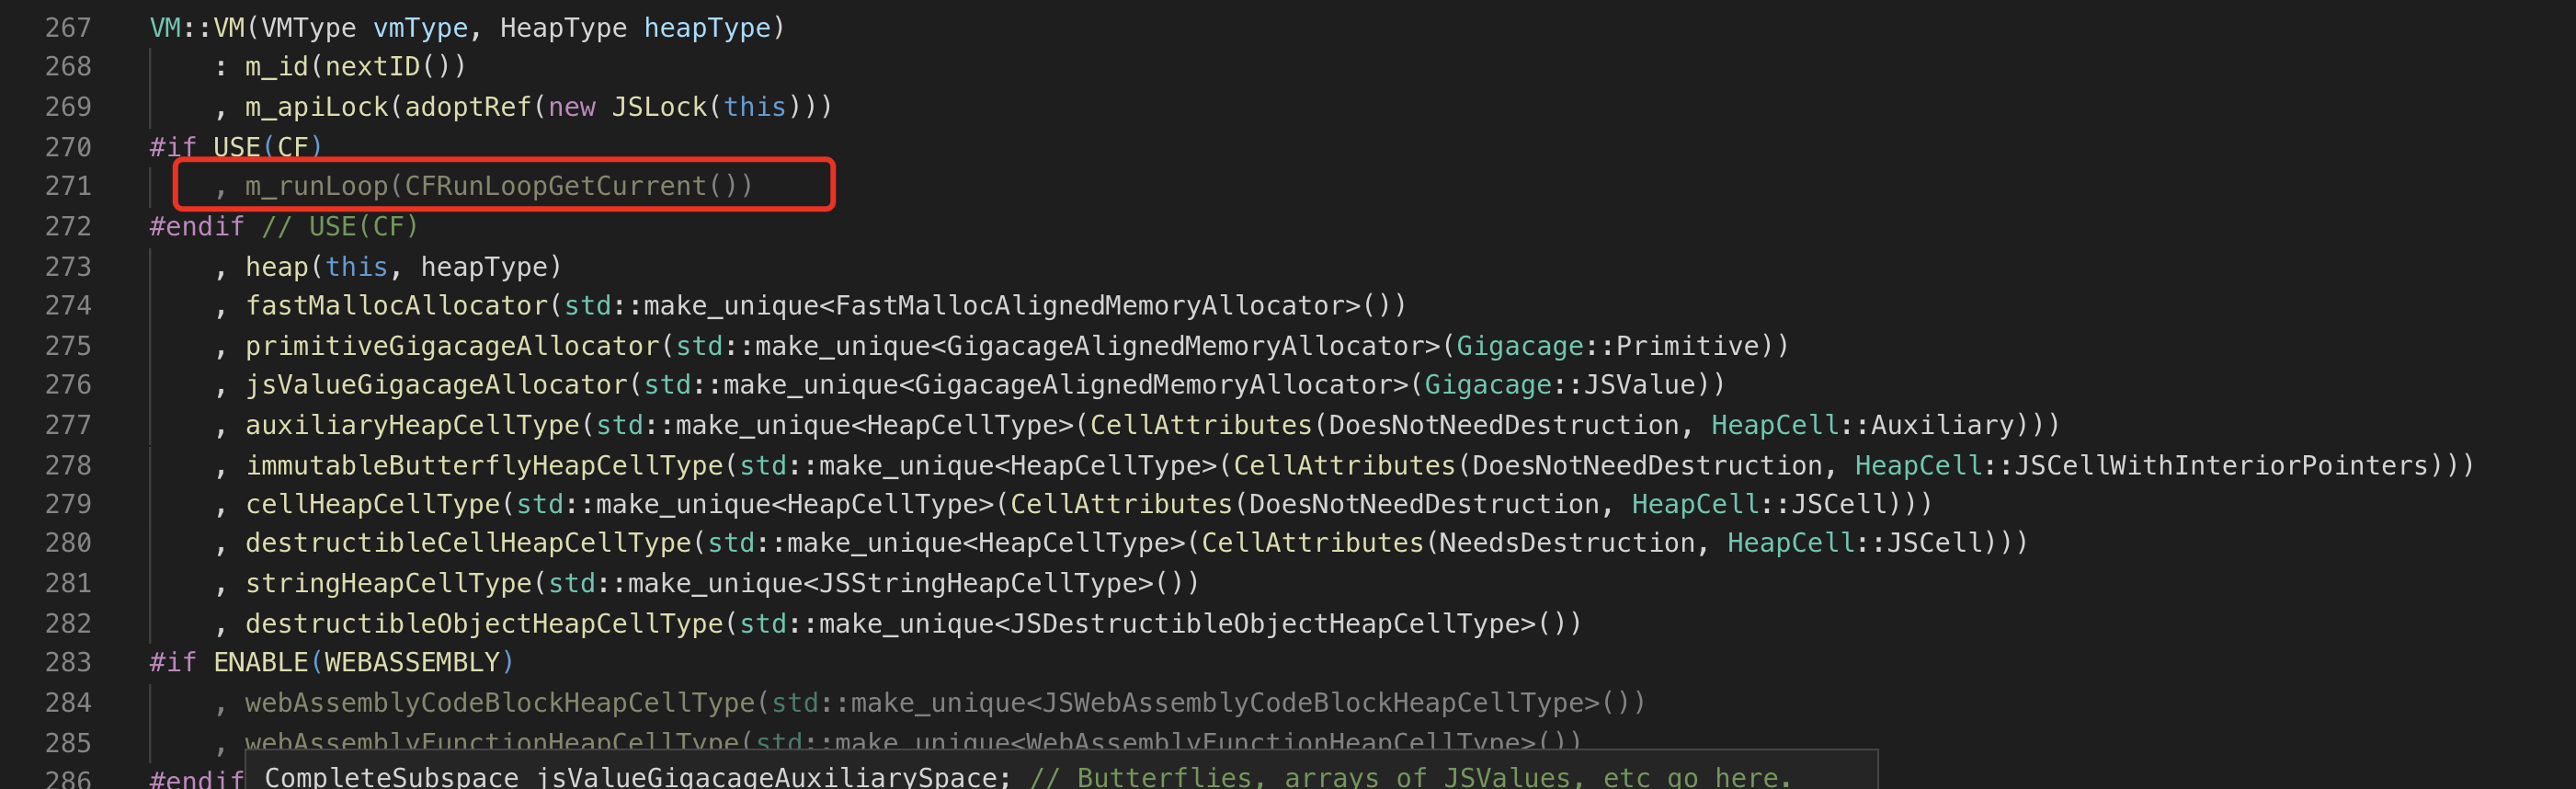 267 VM::VM(VMType vmType, HeapType heapType)
268 : m_id(nextID())
269 , m_apiLock(adoptRef(new JSLock(this)))
270 #if USE(CF)
271 , m_runLoop(CFRunLoopGetCurrent())
272 #endif // USE(CF)
273 , heap(this, heapType)
274 , fastMallocAllocator(std::make_unique<FastMallocAlignedMemoryAllocator>())
275 , primitiveGigacageAllocator(std::make_unique<GigacageAlignedMemoryAllocator>(Gigacage::Primitive))
276 , jsValueGigacageAllocator(std::make_unique<GigacageAlignedMemoryAllocator>(Gigacage::JSValue))
277 , auxiliaryHeapCellType(std::make_unique<HeapCellType>(CellAttributes(DoesNotNeedDestruction, HeapCell::Auxiliary)))
278 , immutableButterflyHeapCellType(std::make_unique<HeapCellType>(CellAttributes(DoesNotNeedDestruction, HeapCell::JSCellWithInteriorPointers)))
279 , cellHeapCellType(std::make_unique<HeapCellType>(CellAttributes(DoesNotNeedDestruction, HeapCell::JSCell)))
280 , destructibleCellHeapCellType(std::make_unique<HeapCellType>(CellAttributes(NeedsDestruction, HeapCell::JSCell)))
281 , stringHeapCellType(std::make_unique<JSStringHeapCellType>())
282 , destructibleObjectHeapCellType(std::make_unique<JSDestructibleObjectHeapCellType>())
283 #if ENABLE(WEBASSEMBLY)
284 , webAssemblyCodeBlockHeapCellType(std::make_unique<JSWebAssemblyCodeBlockHeapCellType>())
285 , webAssemblyFunctionHeapCellType(std::make_unique<WebAssemblyFunctionHeapCellType>())
286 #endif
CompleteSubspace jsValueGigacageAuxiliarySpace; // Butterflies, arrays of JSValues, etc go here.